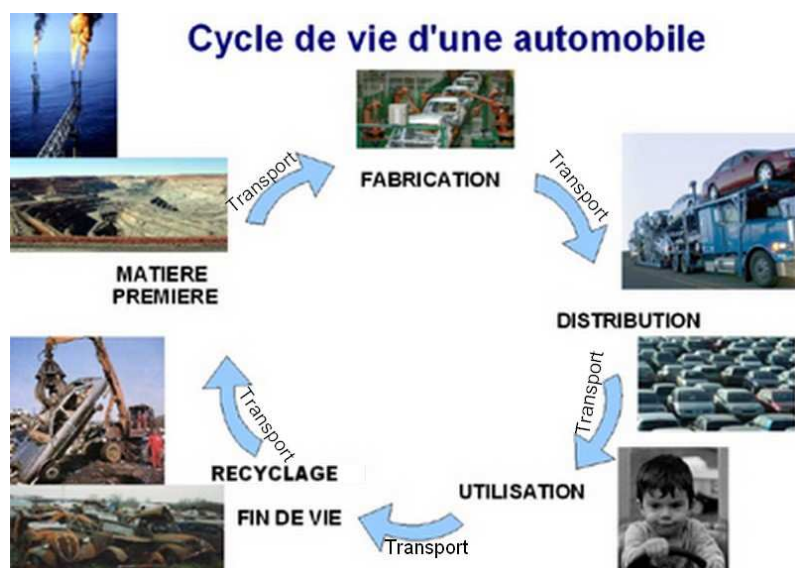 Cycle de vie d'une automobile
Transport
FABRICATION
Transport
MATIERE
PREMIERE
DISTRIBUTION
Transport
Transport
RECYCLAGE
UTILISATION
FIN DE VIE
Transport